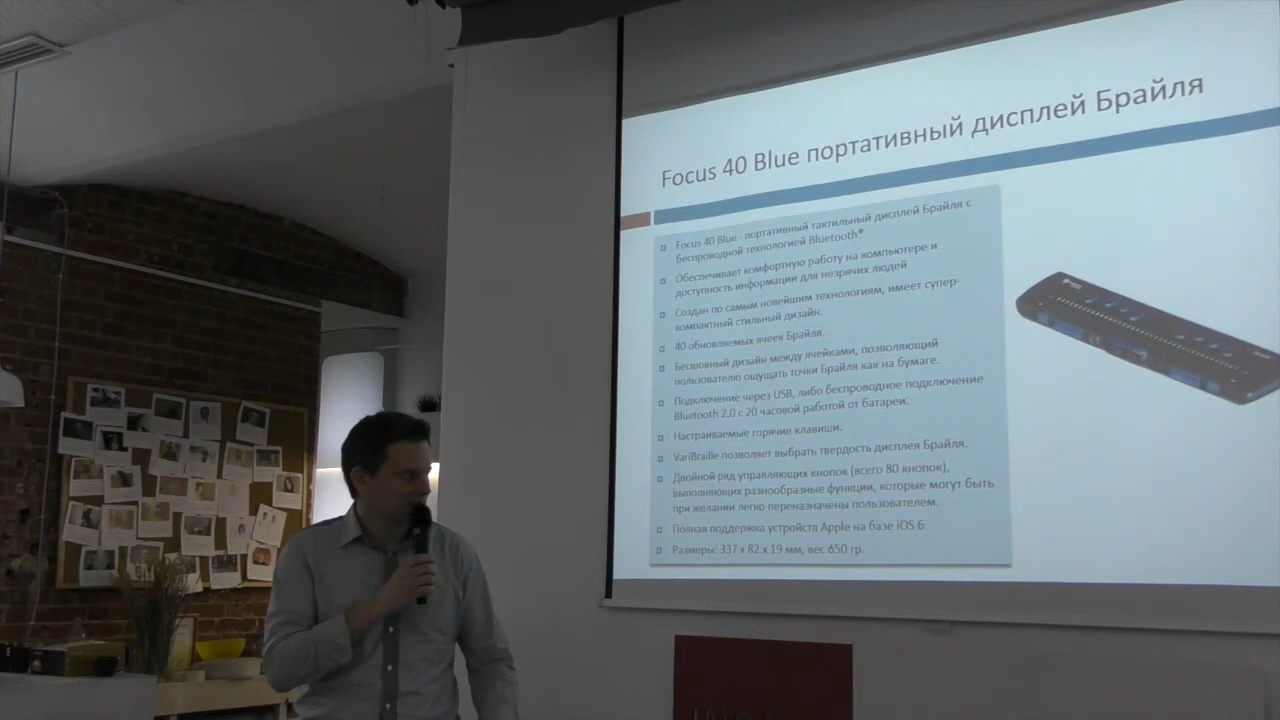 Focus 40 Blue портативный дисплей Брайля
Focus 40 Blue - портативный тактильный дисплей Брайля с
беспроводной технологией Bluetooth®
Обеспечивает комфортную работу на компьютере и
доступность информации для незрячих людей
Создан по самым новейшим технологиям, имеет супер-
компактный стильный дизайн.
40 обновляемых ячеек Брайля.
Бесшовный дизайн между ячейками, позволяющий
пользователю ощущать точки Брайля как на бумаге.
Подключение через USB, либо беспроводное подключение
Bluetooth 2.0 с 20 часовой работой от батареи.
Настраиваемые горячие клавиши.
VariBraille позволяет выбрать твердость дисплея Брайля.
Двойной ряд управляющих кнопок (всего 80 кнопок),
выполняющих разнообразные функции, которые могут быть
при желании легко переназначены пользователем.
Полная поддержка устройств Apple на базе iOS 6
Размеры: 337 x 82 x 19 мм, вес 650 гр.